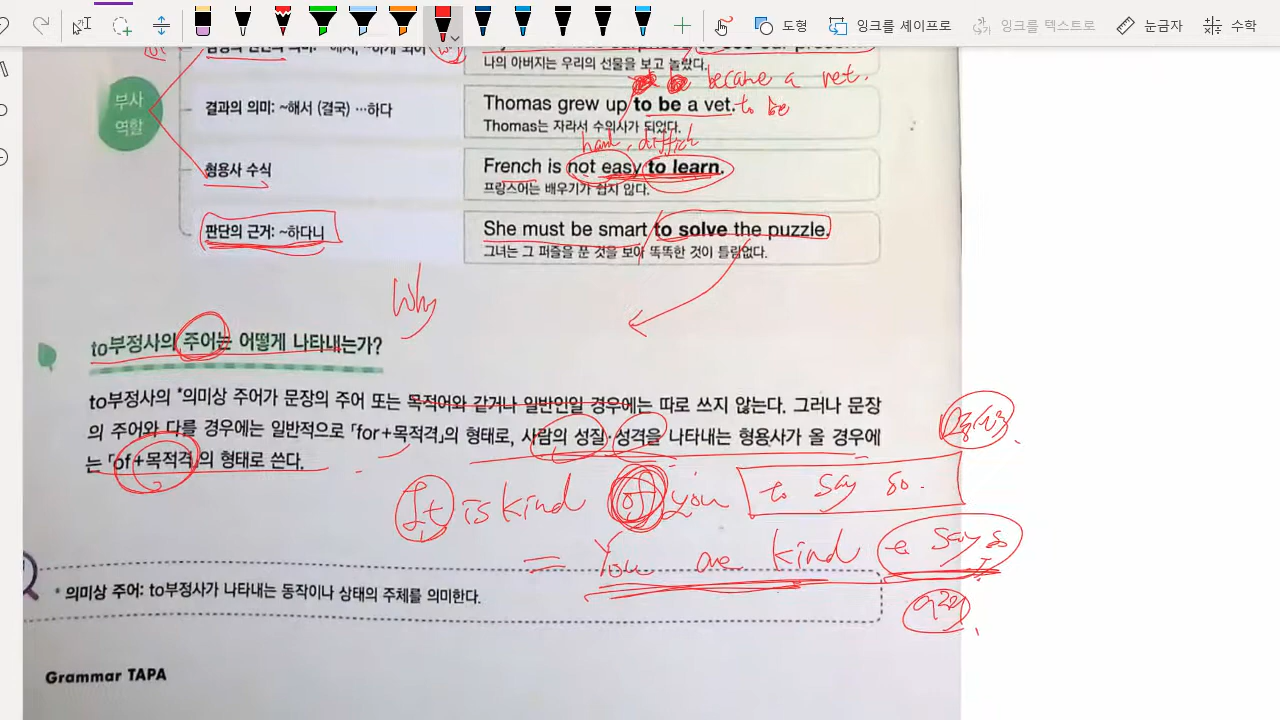 도형 잉크를 셰이프로 잉크를 텍스트로 눈금자 수학
나의 아버지는 우리의 선물을 보고 놀랐다.
became a vet.
부사
역할
결과의 의미: ~해서 (결국) …하다
Thomas grew up to be a vet. to be
Thomas는 자라서 수의사가 되었다.
hard, difficult
형용사 수식
French is not easy to learn.
프랑스어는 배우기가 쉽지 않다.
판단의 근거: ~하다니
She must be smart to solve the puzzle.
그녀는 그 퍼즐을 푼 것을 보아 똑똑한 것이 틀림없다.
Why
to부정사의 주어는 어떻게 나타내는가?
to부정사의 *의미상 주어가 문장의 주어 또는 목적어와 같거나 일반인일 경우에는 따로 쓰지 않는다. 그러나 문장
의 주어와 다를 경우에는 일반적으로 「for+목적격」의 형태로, 사람의 성질·성격을 나타내는 형용사가 올 경우에
는 「of+목적격」의 형태로 쓴다.
It is kind of you to say so.
= You are kind to say so
* 의미상 주어: to부정사가 나타내는 동작이나 상태의 주체를 의미한다.
Grammar TAPA